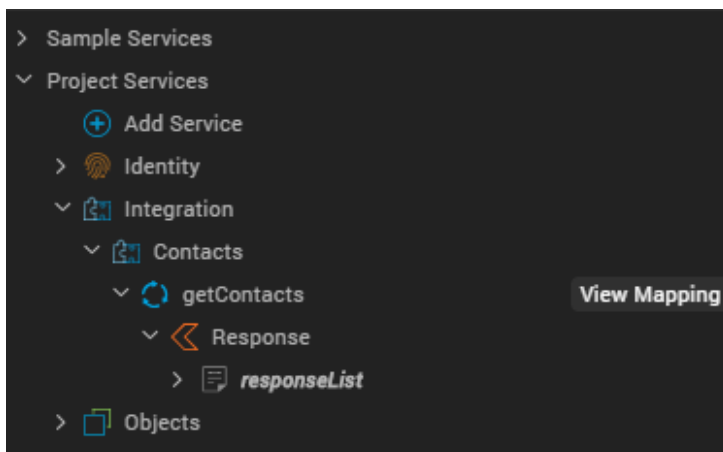 Sample Services
Project Services
Add Service
Identity
Integration
Contacts
getContacts View Mapping
Response
responseList
Objects